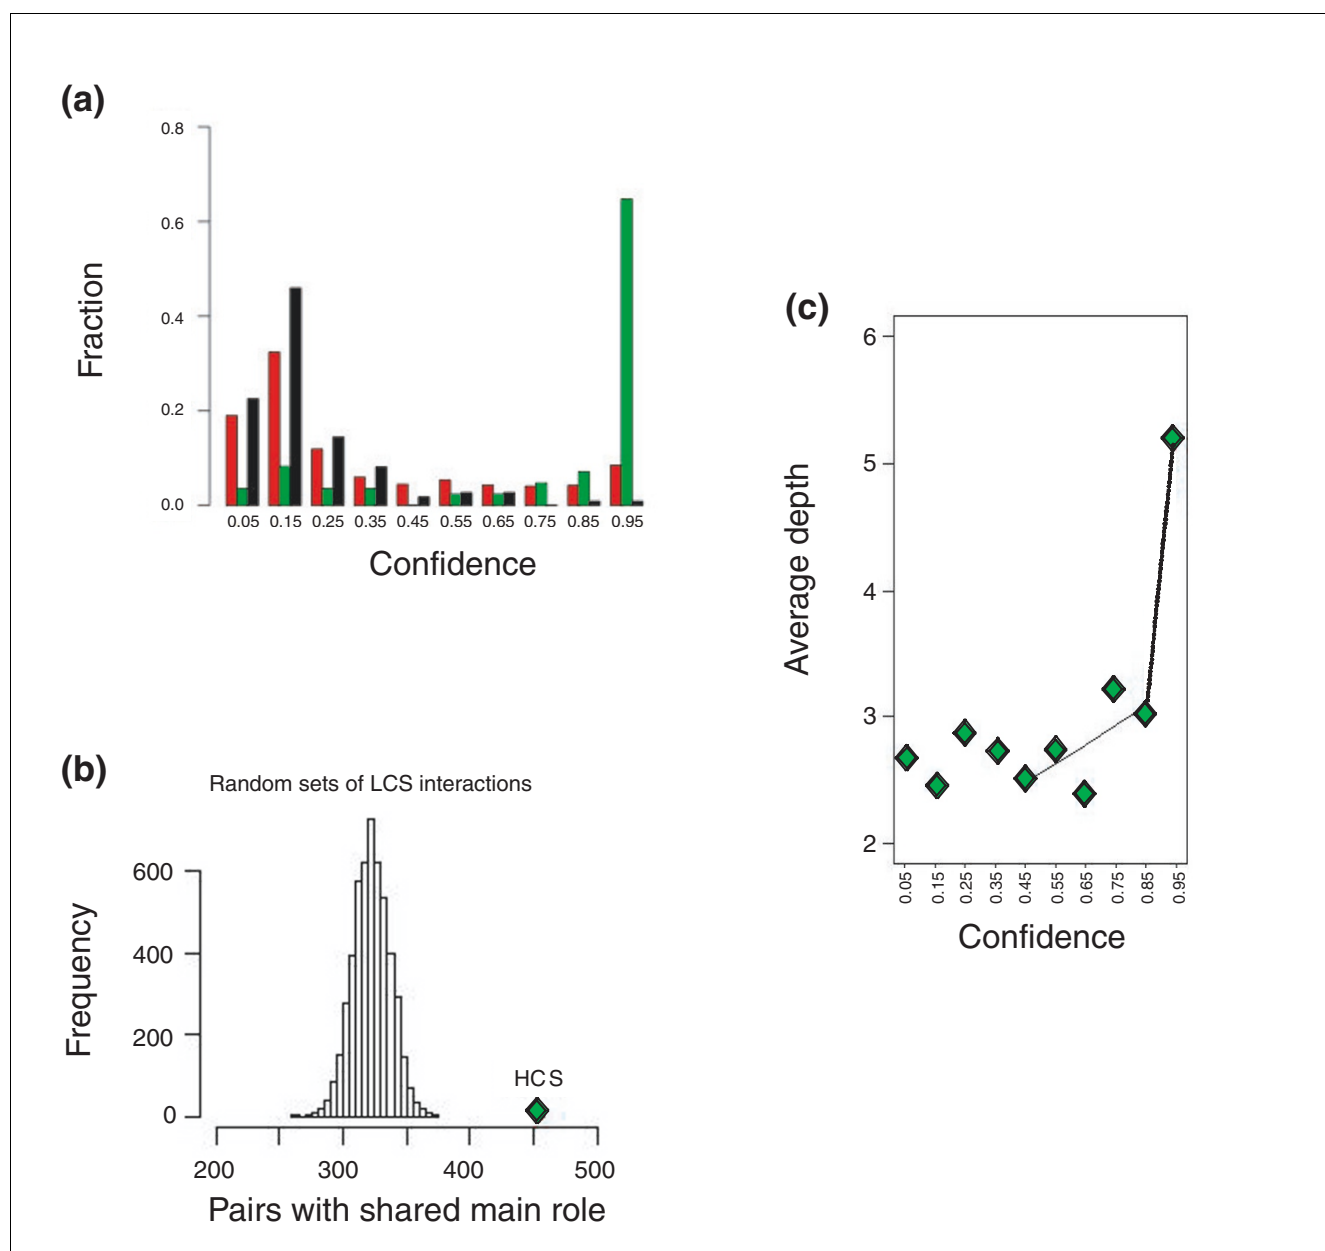 (a)
0.8
0.6
0.4
0.2
0.0
Fraction
0.05 0.15 0.25 0.35 0.45 0.55 0.65 0.75 0.85 0.95
Confidence
(b)
Random sets of LCS interactions
600
400
200
0
Frequency
HCS
200 300 400 500
Pairs with shared main role
(c)
6
5
4
3
2
Average depth
0.05 0.15 0.25 0.35 0.45 0.55 0.65 0.75 0.85 0.95
Confidence